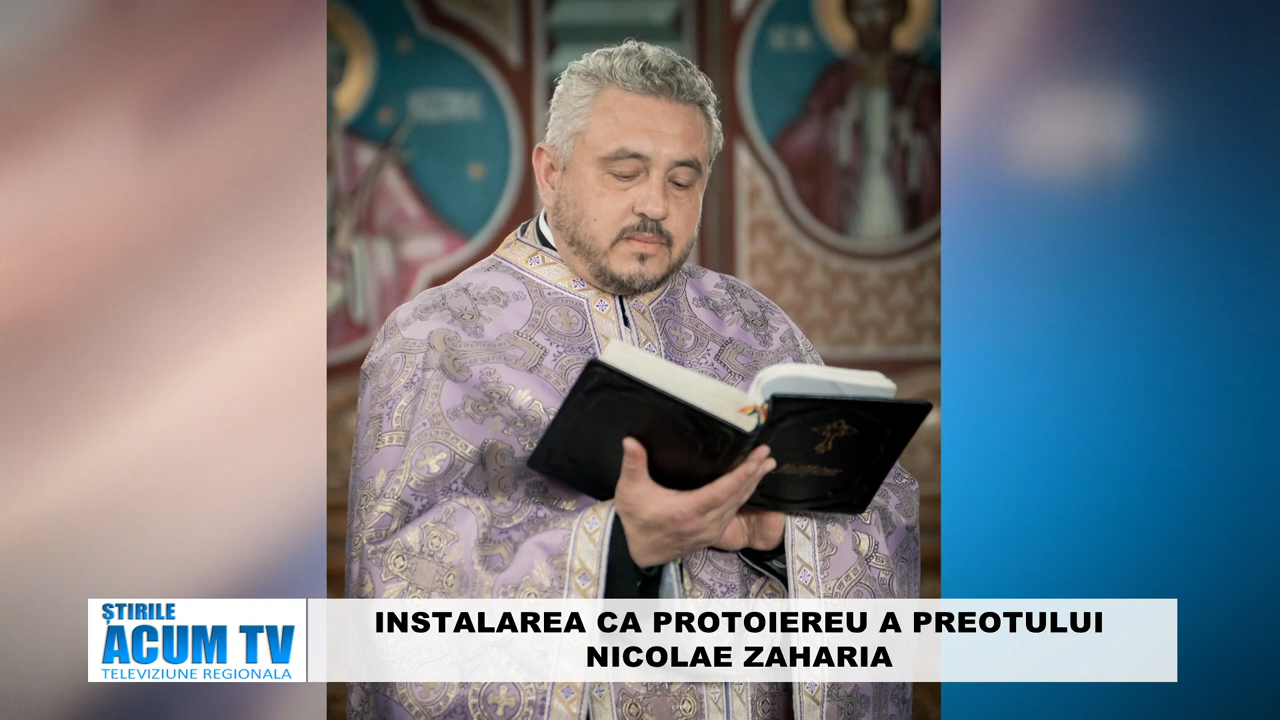 ȘTIRILE
ACUM TV
TELEVIZIUNE REGIONALA
INSTALAREA CA PROTOIEREU A PREOTULUI
NICOLAE ZAHARIA